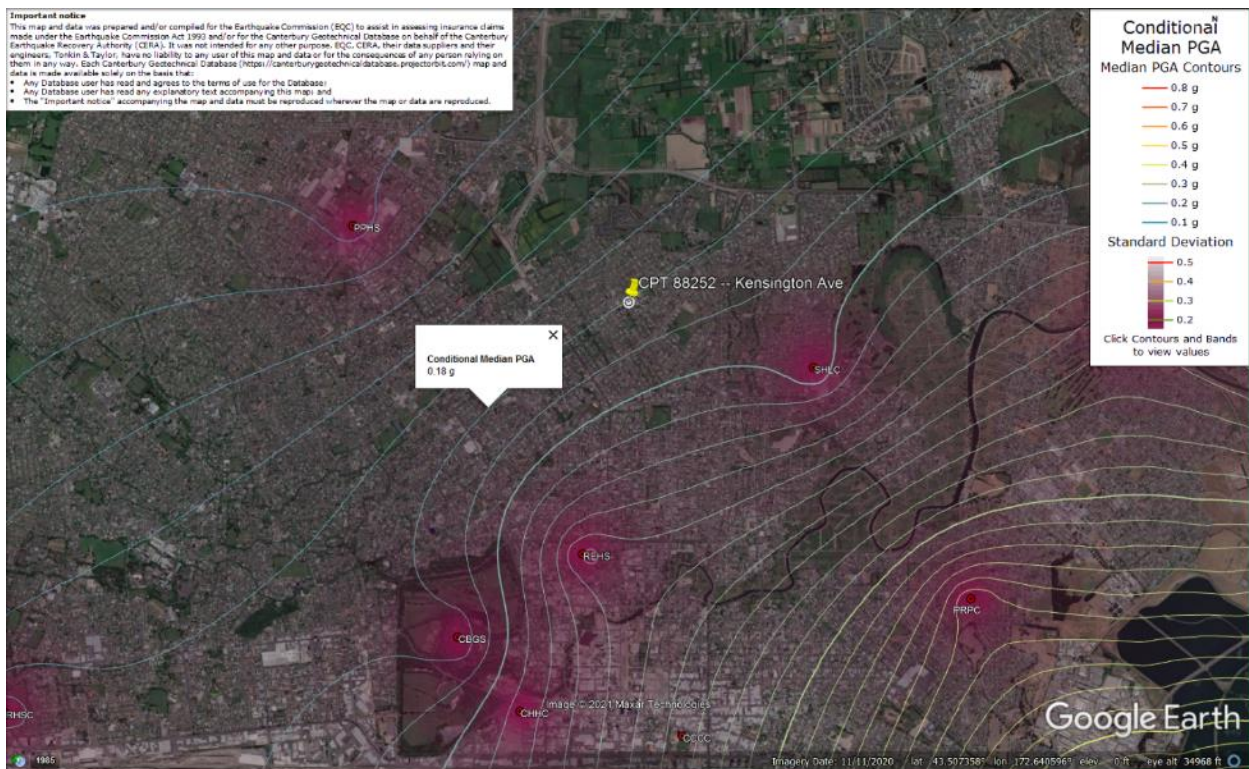 Important notice
This map and data was prepared and/or compiled for the Earthquake Commission (EQC) to assist in assessing insurance claims
made under the Earthquake Commission Act 1993 and/or for the Canterbury Geotechnical Database on behalf of the Canterbury
Earthquake Recovery Authority (CERA). It was not intended for any other purpose. EQC, CERA, their data suppliers and their
engineers, Tonkin & Taylor, have no liability to any user of this map and data or for the consequences of any person relying on
them in any way. Each Canterbury Geotechnical Database (https://canterburygeotechnicaldatabase.projectorbit.com/) map and
data is made available solely on the basis that:
• Any Database user has read and agrees to the terms of use for the Database;
• Any Database user has read any explanatory text accompanying this map; and
• The "Important notice" accompanying the map and data must be reproduced wherever the map or data are reproduced.
Conditional
N
Median PGA
Median PGA Contours
0.8 g
0.7 g
0.6 g
0.5 g
0.4 g
0.3 g
0.2 g
0.1 g
Standard Deviation
0.5
0.4
0.3
0.2
Click Contours and Bands
to view values
PPHS
CPT 88252 -- Kensington Ave
Conditional Median PGA
0.18 g
SHLC
REHS
PRPC
CBGS
RHSC
CHHC
CCCC
Image © 2021 Maxar Technologies
Google Earth
1985
Imagery Date: 11/11/2020 lat -43.507358° lon 172.640596° elev 0 ft eye alt 34968 ft